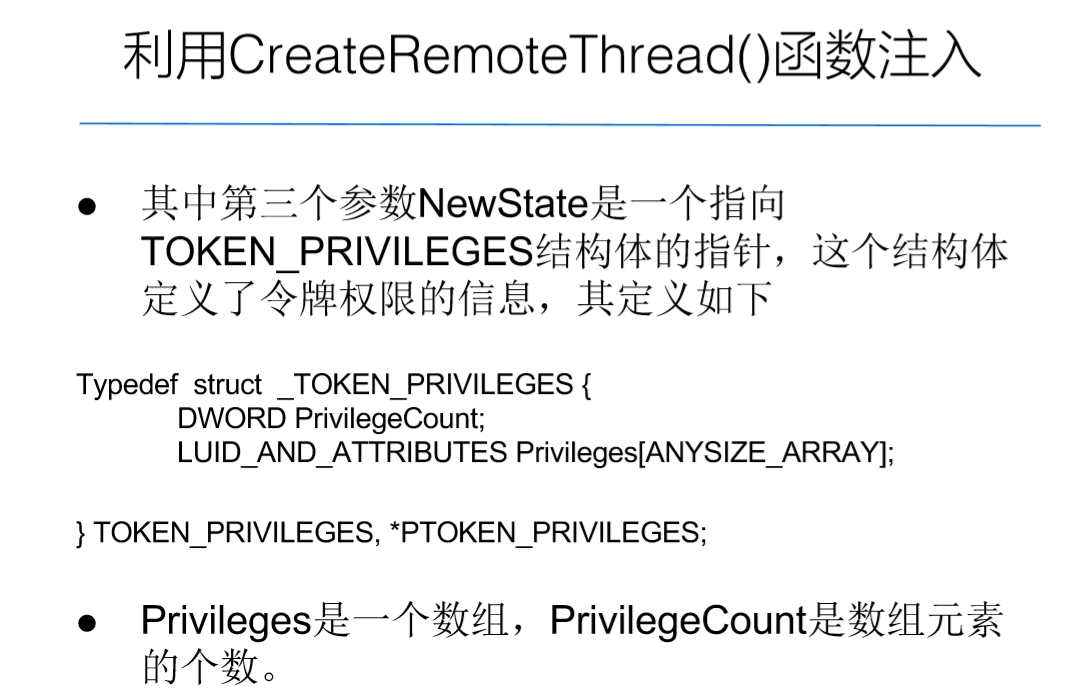 利用CreateRemoteThread()函数注入
● 其中第三个参数NewState是一个指向
TOKEN_PRIVILEGES结构体的指针，这个结构体
定义了令牌权限的信息，其定义如下
Typedef struct _TOKEN_PRIVILEGES {
DWORD PrivilegeCount;
LUID_AND_ATTRIBUTES Privileges[ANYSIZE_ARRAY];
} TOKEN_PRIVILEGES, *PTOKEN_PRIVILEGES;
● Privileges是一个数组，PrivilegeCount是数组元素
的个数。